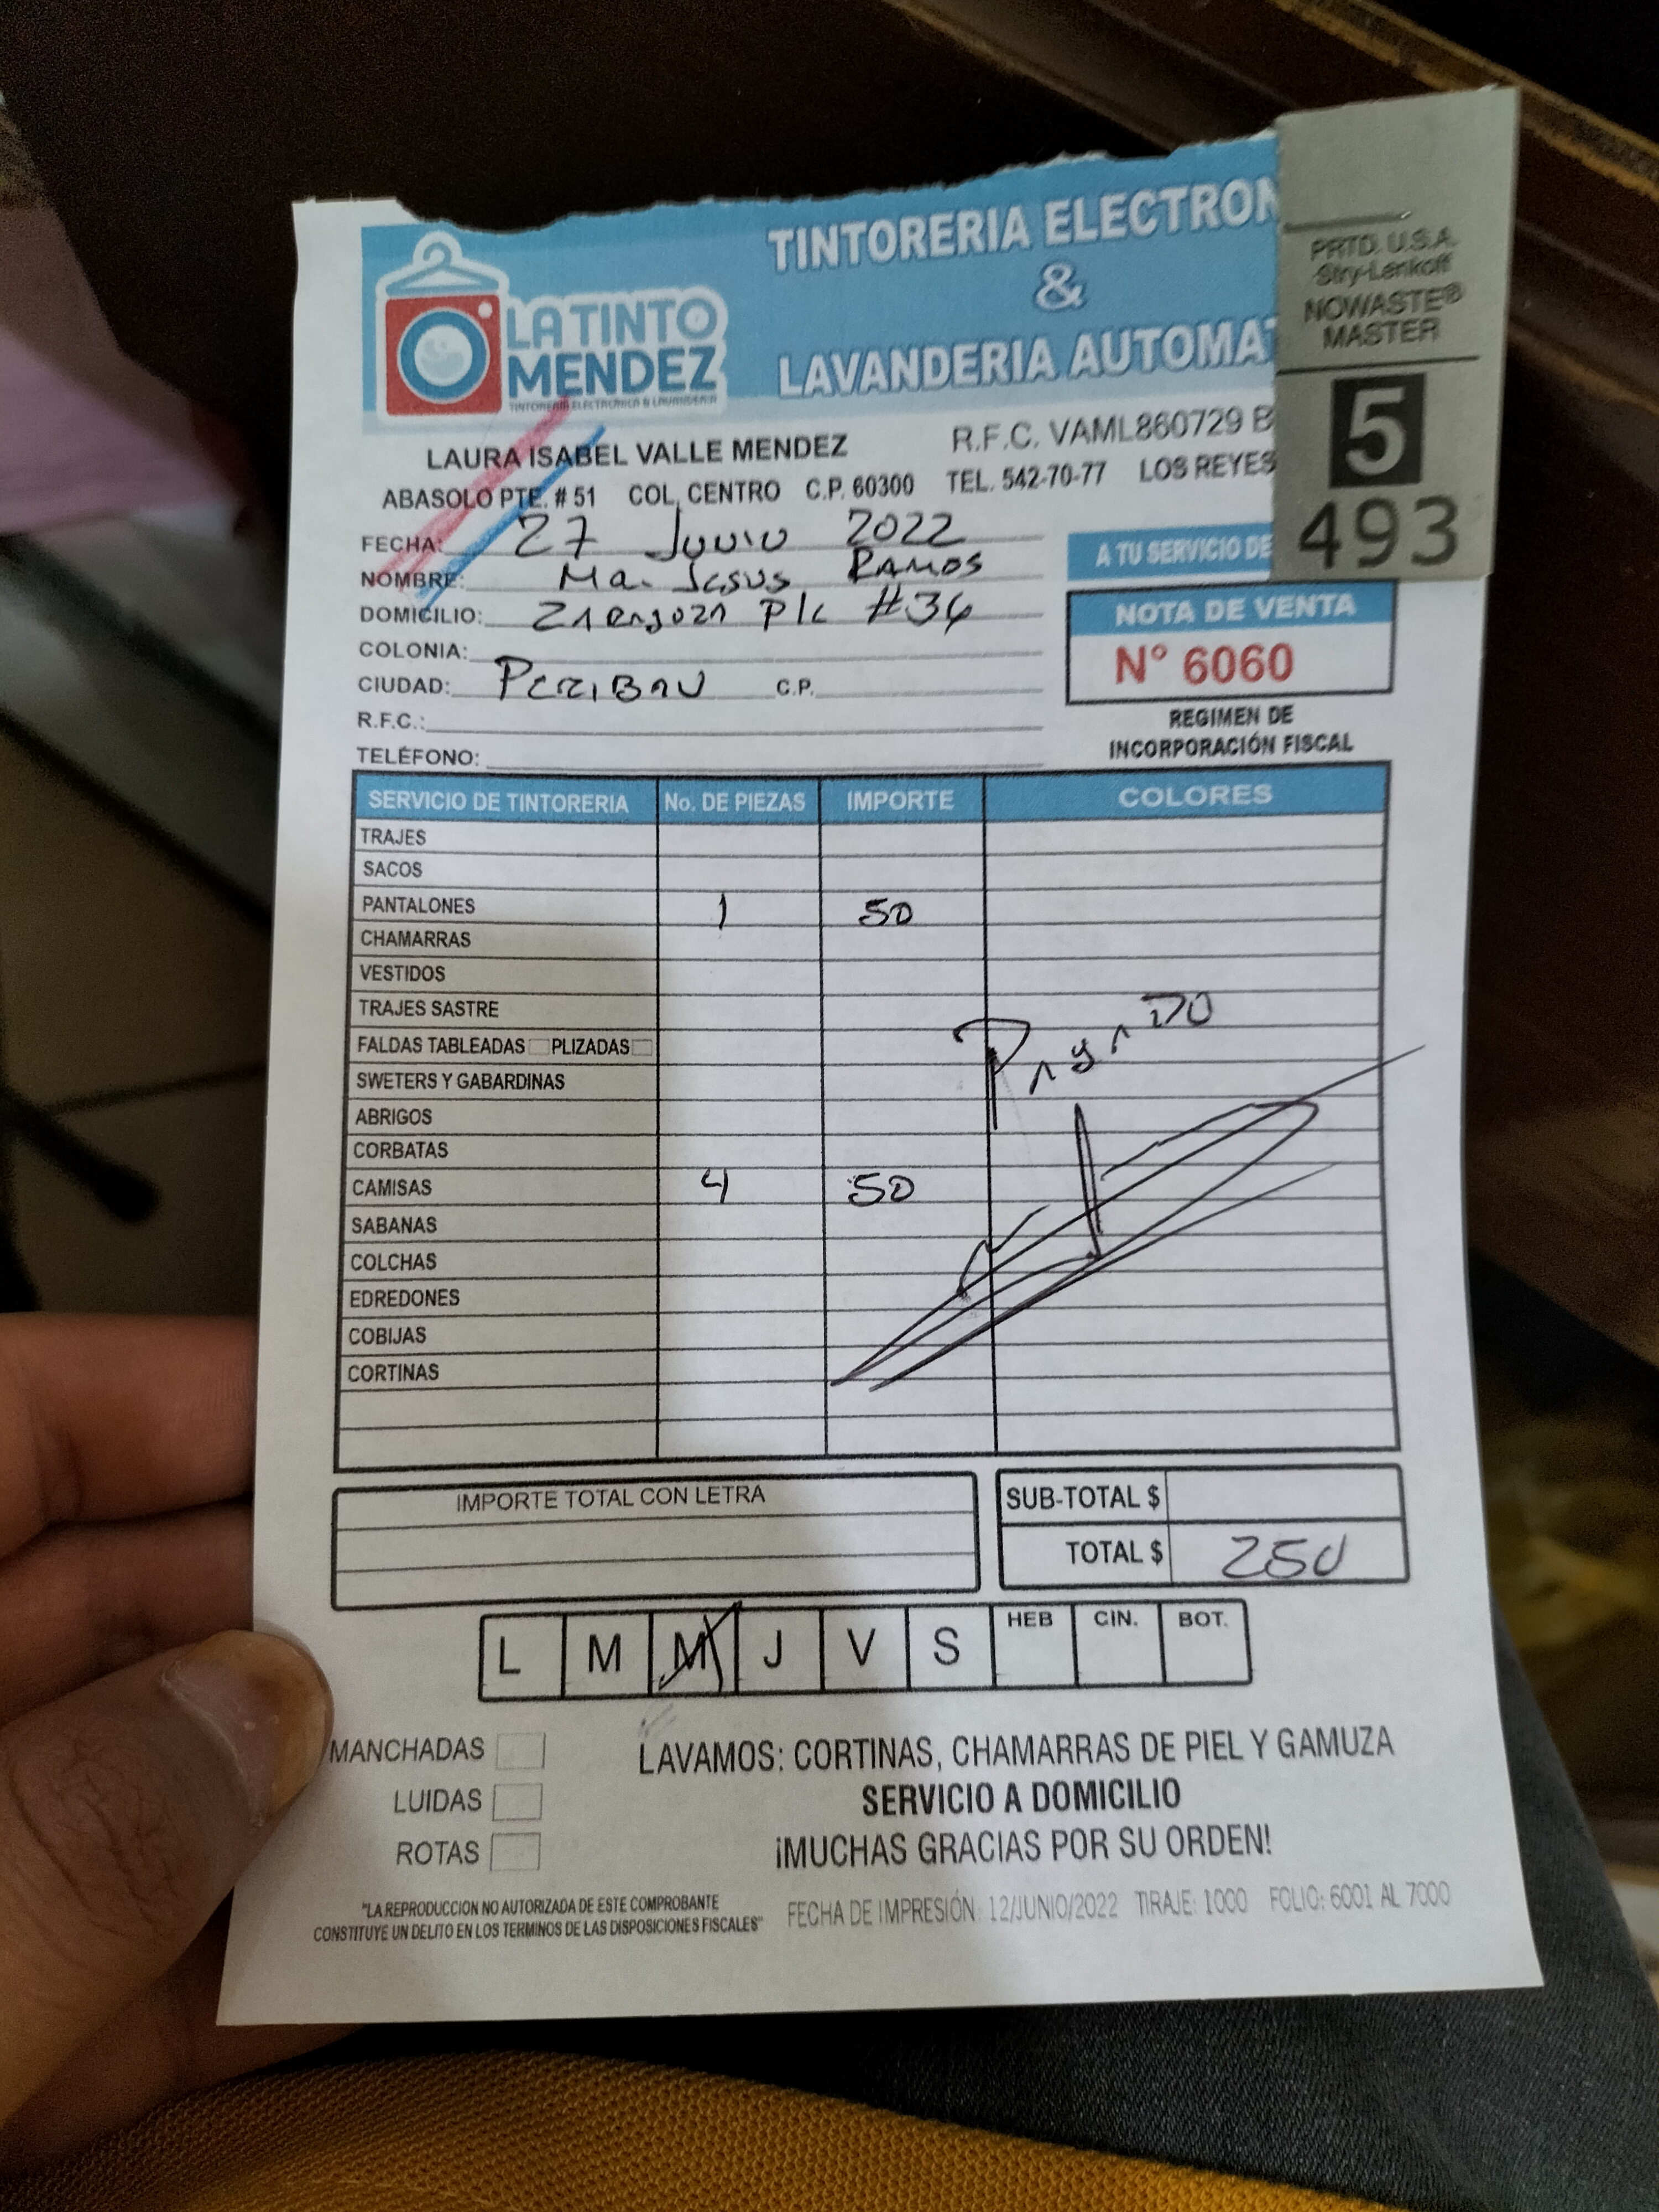 TINTORERIA ELECTRON
&
LAVANDERIA AUTOMAT
LA TINTO
MENDEZ
TINTORERIA ELECTRONICA & LAVANDERIA
PRTD. U.S.A.
Stry-Lenkoff
NOWASTE®
MASTER
5
493
LAURA ISABEL VALLE MENDEZ R.F.C. VAML860729 B
ABASOLO PTE. # 51 COL. CENTRO C.P. 60300 TEL. 542-70-77 LOS REYES
FECHA: 27 Junio 2022
NOMBRE: Ma. Jesus Ramos
DOMICILIO: Zaragoza Pte #36
COLONIA:
CIUDAD: PERIBAN C.P.
R.F.C.:
TELÉFONO:
A TU SERVICIO DE
NOTA DE VENTA
N° 6060
REGIMEN DE
INCORPORACIÓN FISCAL
SERVICIO DE TINTORERIA No. DE PIEZAS IMPORTE COLORES
TRAJES
SACOS
PANTALONES 1 50
CHAMARRAS
VESTIDOS
TRAJES SASTRE
FALDAS TABLEADAS PLIZADAS
SWETERS Y GABARDINAS
Pagado
ABRIGOS
CORBATAS
CAMISAS 4 50
SABANAS
COLCHAS
EDREDONES
COBIJAS
CORTINAS
IMPORTE TOTAL CON LETRA
SUB-TOTAL $
TOTAL $ 250
L M M J V S HEB CIN. BOT.
MANCHADAS
LUIDAS
ROTAS
LAVAMOS: CORTINAS, CHAMARRAS DE PIEL Y GAMUZA
SERVICIO A DOMICILIO
¡MUCHAS GRACIAS POR SU ORDEN!
"LA REPRODUCCION NO AUTORIZADA DE ESTE COMPROBANTE
CONSTITUYE UN DELITO EN LOS TERMINOS DE LAS DISPOSICIONES FISCALES"
FECHA DE IMPRESIÓN: 12/JUNIO/2022 TIRAJE: 1000 FOLIO: 6001 AL 7000